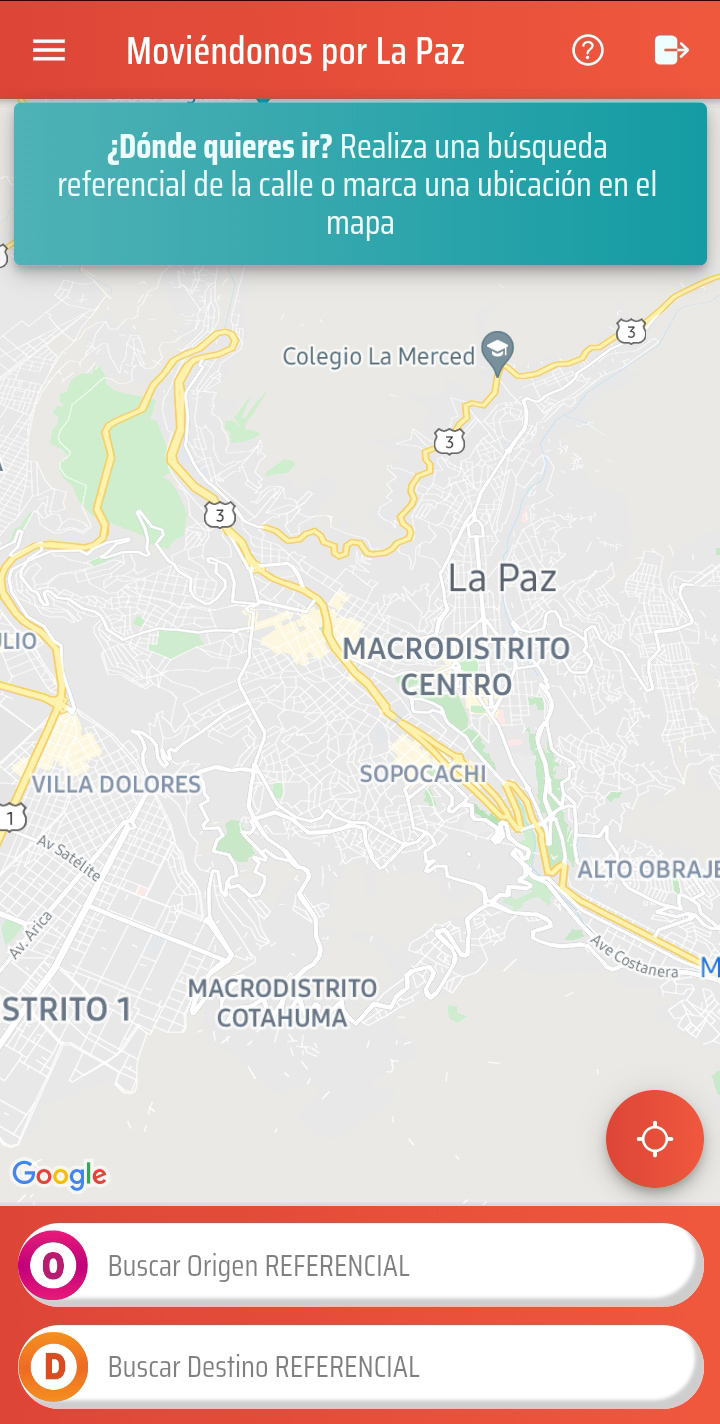 Moviéndonos por La Paz
¿Dónde quieres ir? Realiza una búsqueda
referencial de la calle o marca una ubicación en el
mapa
3
Colegio La Merced
3
3
La Paz
MACRODISTRITO
CENTRO
SOPOCACHI
VILLA DOLORES
1
Av Satélite
ALTO OBRAJE
Av. Arica
Ave Costanera
M
MACRODISTRITO
COTAHUMA
STRITO 1
Google
O
Buscar Origen REFERENCIAL
D
Buscar Destino REFERENCIAL